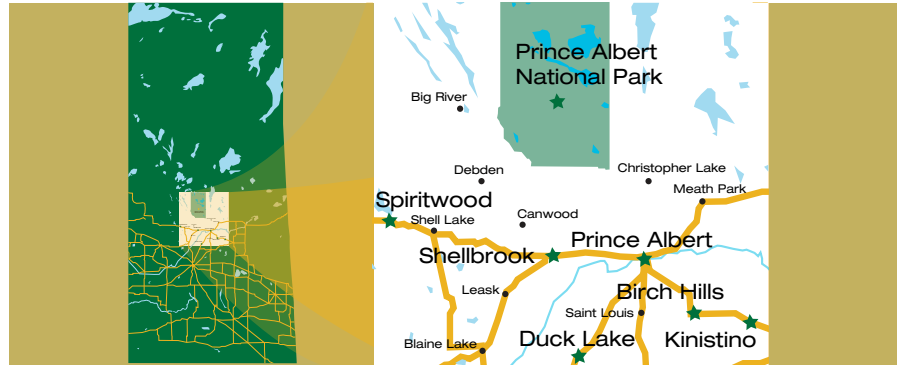 Prince Albert
National Park
Big River
Debden
Christopher Lake
Meath Park
Spiritwood
Shell Lake
Canwood
Shellbrook
Prince Albert
Leask
Birch Hills
Saint Louis
Duck Lake
Kinistino
Blaine Lake